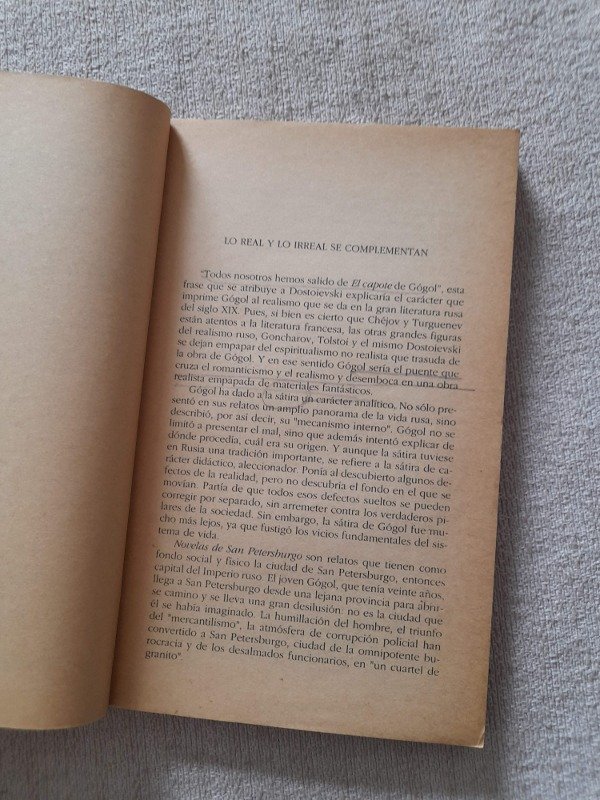 LO REAL Y LO IRREAL SE COMPLEMENTAN
"Todos nosotros hemos salido de El capote de Gógol", esta
frase que se atribuye a Dostoievski explicaría el carácter que
imprime Gógol al realismo que se da en la gran literatura rusa
del siglo XIX. Pues, si bien es cierto que Chéjov y Turguenev
están atentos a la literatura francesa, las otras grandes figuras
del realismo ruso, Goncharov, Tolstoi y el mismo Dostoievski
se dejan empapar del espiritualismo no realista que trasuda de
la obra de Gógol. Y en ese sentido Gógol sería el puente que
cruza el romanticismo y el realismo y desemboca en una obra
realista empapada de materiales fantásticos.
Gógol ha dado a la sátira un carácter analítico. No sólo pre-
sentó en sus relatos un amplio panorama de la vida rusa, sino
describió, por así decir, su "mecanismo interno". Gógol no se
limitó a presentar el mal, sino que además intentó explicar de
dónde procedía, cuál era su origen. Y aunque la sátira tuviese
en Rusia una tradición importante, se refiere a la sátira de ca-
rácter didáctico, aleccionador. Ponía al descubierto algunos de-
fectos de la realidad, pero no descubría el fondo en el que se
movían. Partía de que todos esos defectos sueltos se pueden
corregir por separado, sin arremeter contra los verdaderos pi-
lares de la sociedad. Sin embargo, la sátira de Gógol fue mu-
cho más lejos, ya que fustigó los vicios fundamentales del sis-
tema de vida.
Novelas de San Petersburgo son relatos que tienen como
fondo social y físico la ciudad de San Petersburgo, entonces
capital del Imperio ruso. El joven Gógol, que tenía veinte años,
llega a San Petersburgo desde una lejana provincia para abrir-
se camino y se lleva una gran desilusión: no es la ciudad que
él se había imaginado. La humillación del hombre, el triunfo
del "mercantilismo", la atmósfera de corrupción policial han
convertido a San Petersburgo, ciudad de la omnipotente bu-
rocracia y de los desalmados funcionarios, en "un cuartel de
granito".